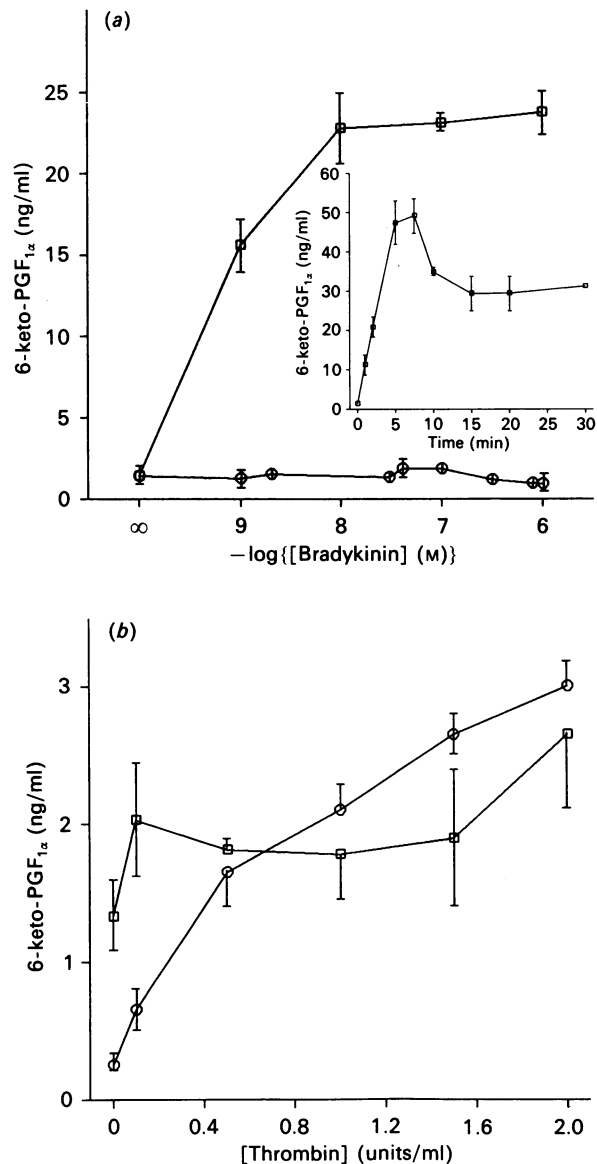 (a)
25
20
15
10
5
0
6-keto-PGF1α (ng/ml)
60
50
40
30
20
10
0
6-keto-PGF1α (ng/ml)
0 5 10 15 20 25 30
Time (min)
∞ 9 8 7 6
−log{[Bradykinin] (M)}
(b)
3
2
1
0
6-keto-PGF1α (ng/ml)
0 0.4 0.8 1.2 1.6 2.0
[Thrombin] (units/ml)